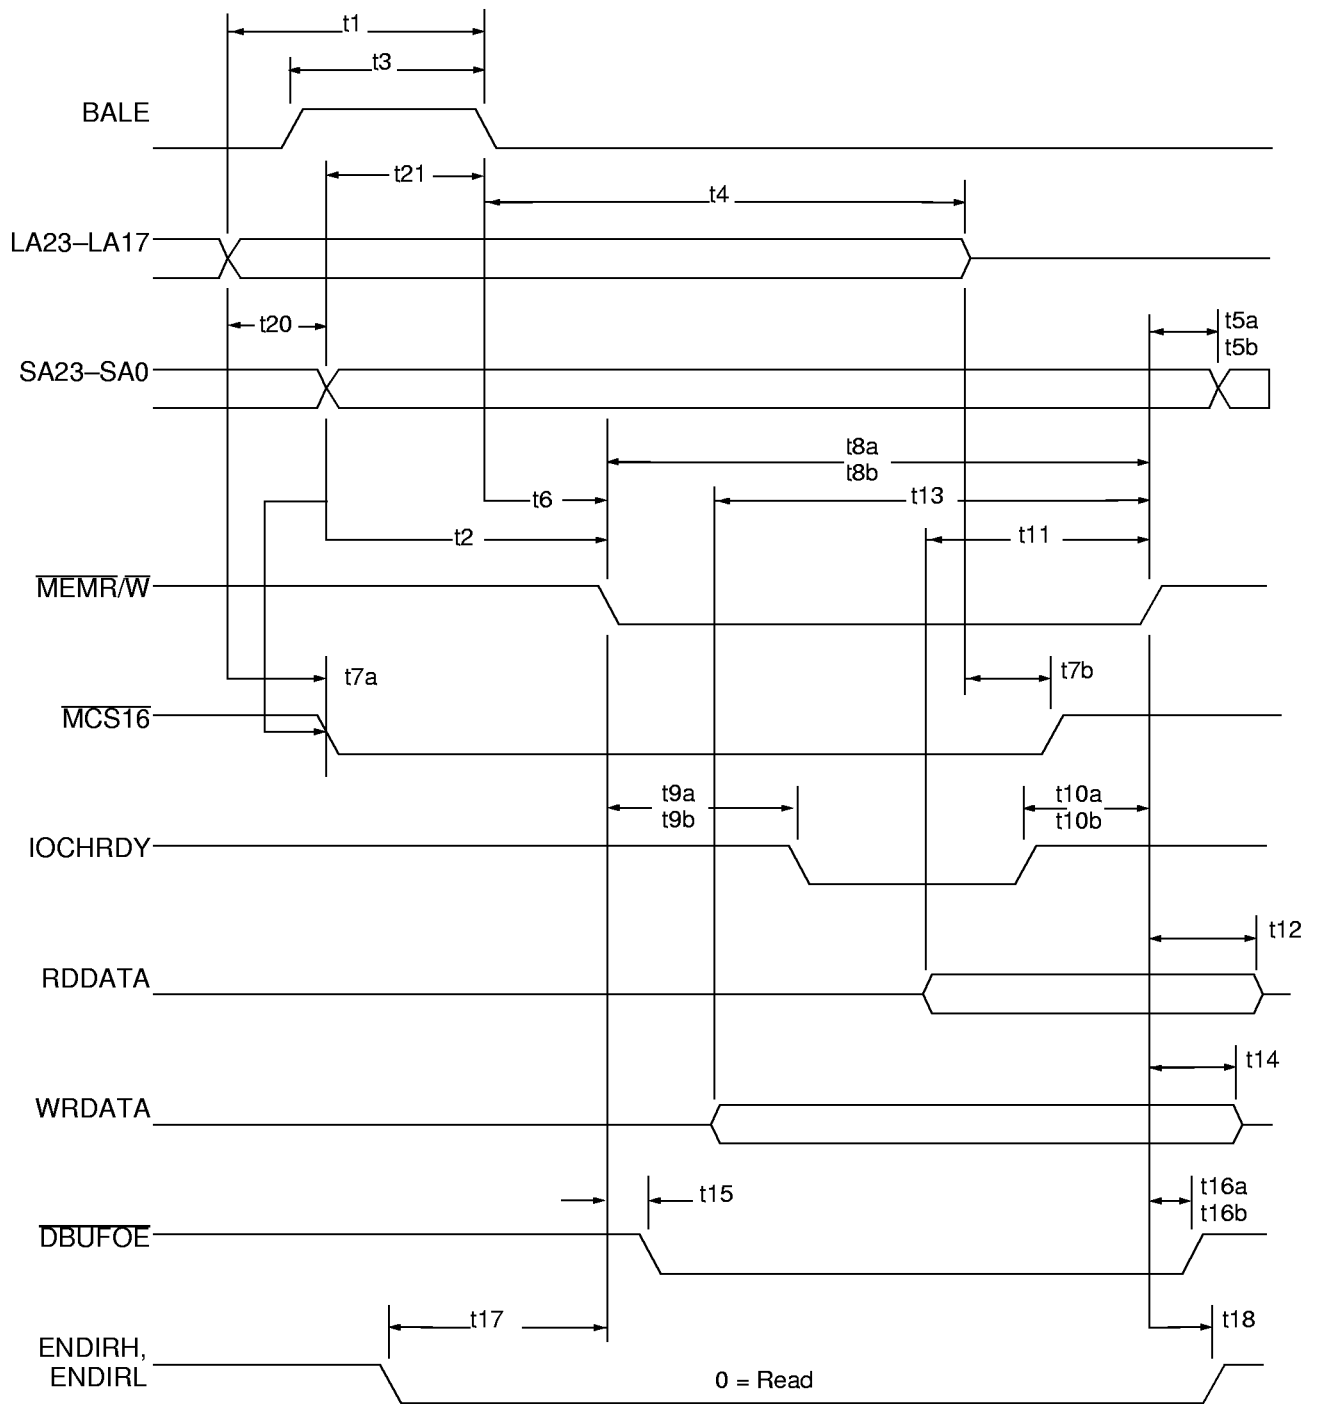 t1
t3
BALE
t21
t4
LA23–LA17
t20
t5a
t5b
SA23–SA0
t8a
t8b
t6
t13
t2
t11
MEMR/W
t7a
t7b
MCS16
t9a
t9b
t10a
t10b
IOCHRDY
t12
RDDATA
t14
WRDATA
t15
t16a
t16b
DBUFOE
t17
t18
ENDIRH,
ENDIRL
0 = Read